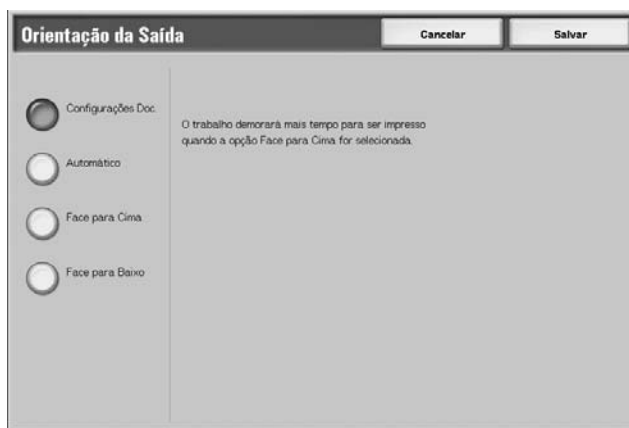 Orientação da Saída
Cancelar
Salvar
Configurações Doc.
Automático
Face para Cima
Face para Baixo
O trabalho demorará mais tempo para ser impresso
quando a opção Face para Cima for selecionada.